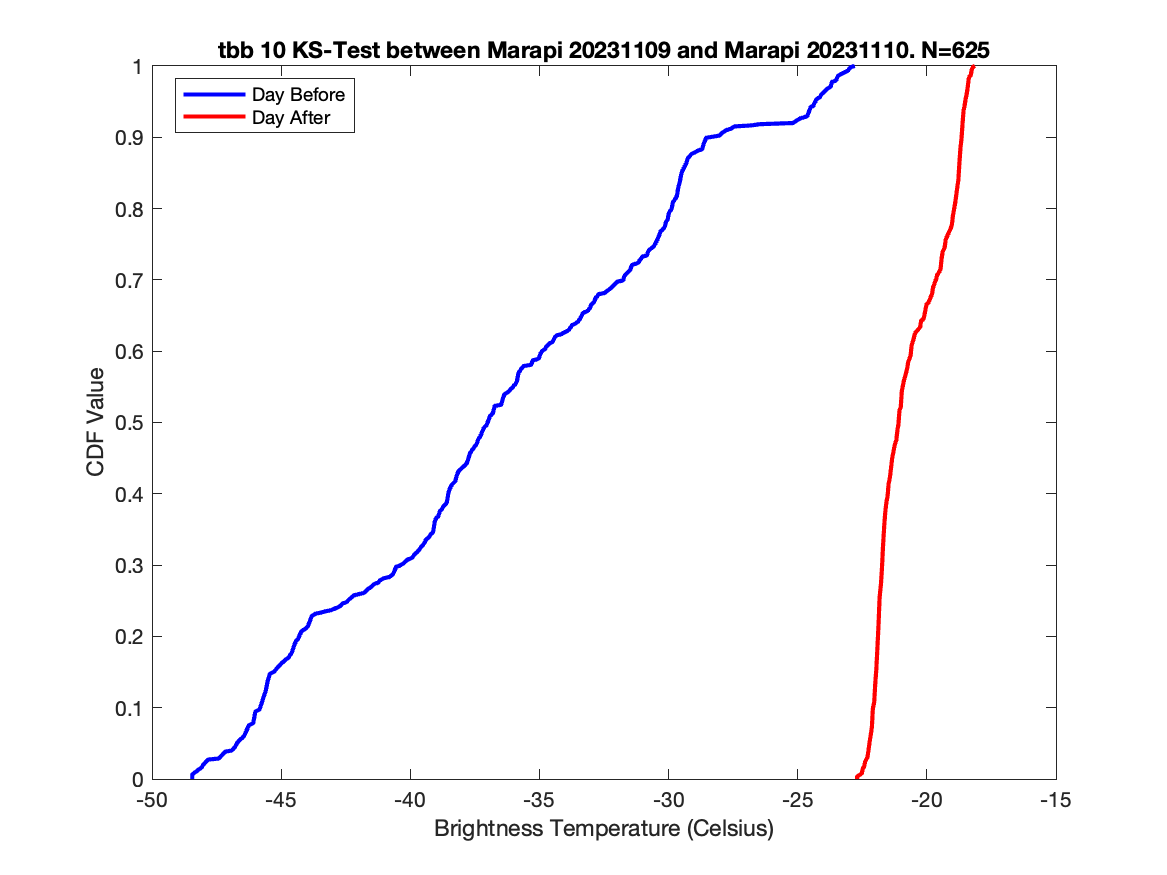 tbb 10 KS-Test between Marapi 20231109 and Marapi 20231110. N=625
1
Day Before
Day After
0.9
0.8
0.7
0.6
0.5
0.4
0.3
0.2
0.1
0
CDF Value
-50 -45 -40 -35 -30 -25 -20 -15
Brightness Temperature (Celsius)